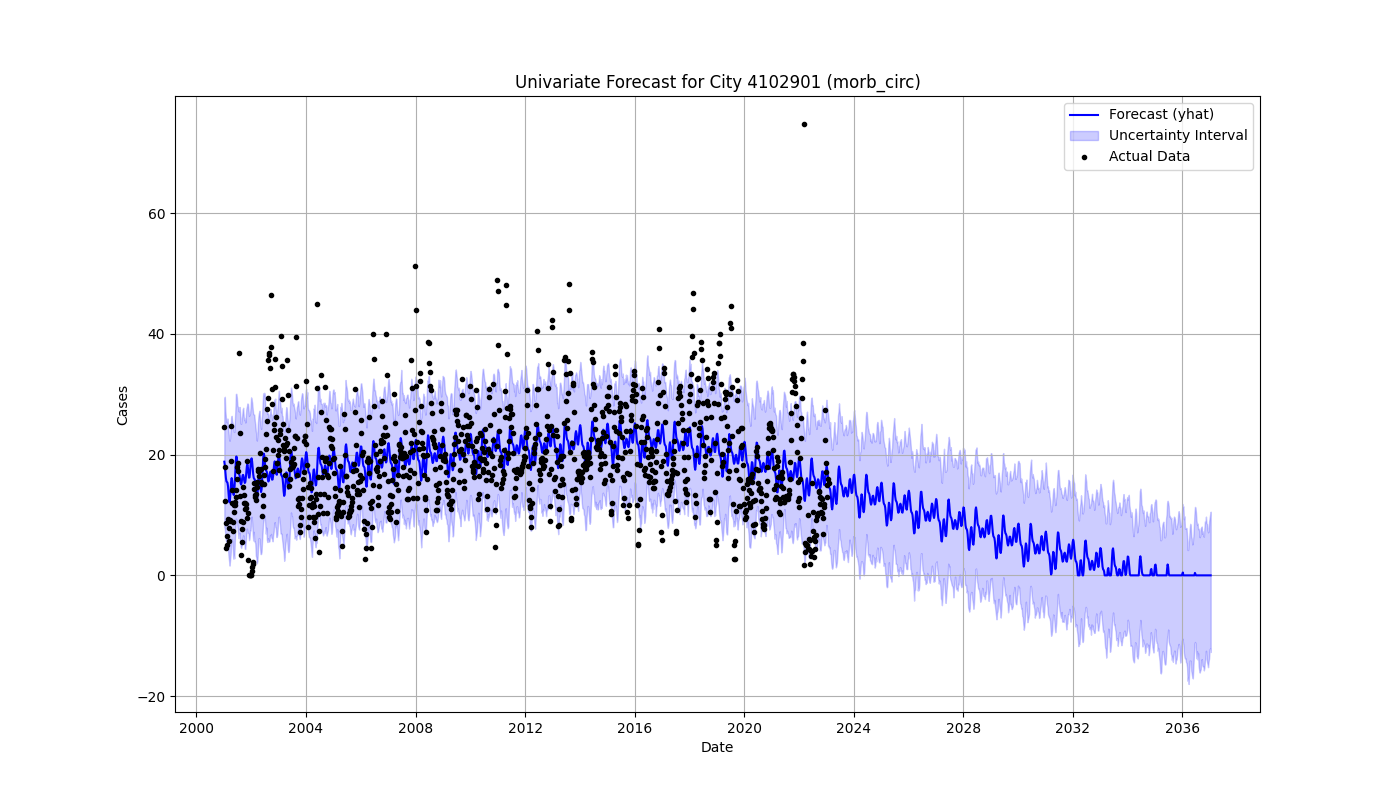 Univariate Forecast for City 4102901 (morb_circ)
Forecast (yhat)
Uncertainty Interval
Actual Data
Cases
60
40
20
0
−20
2000 2004 2008 2012 2016 2020 2024 2028 2032 2036
Date